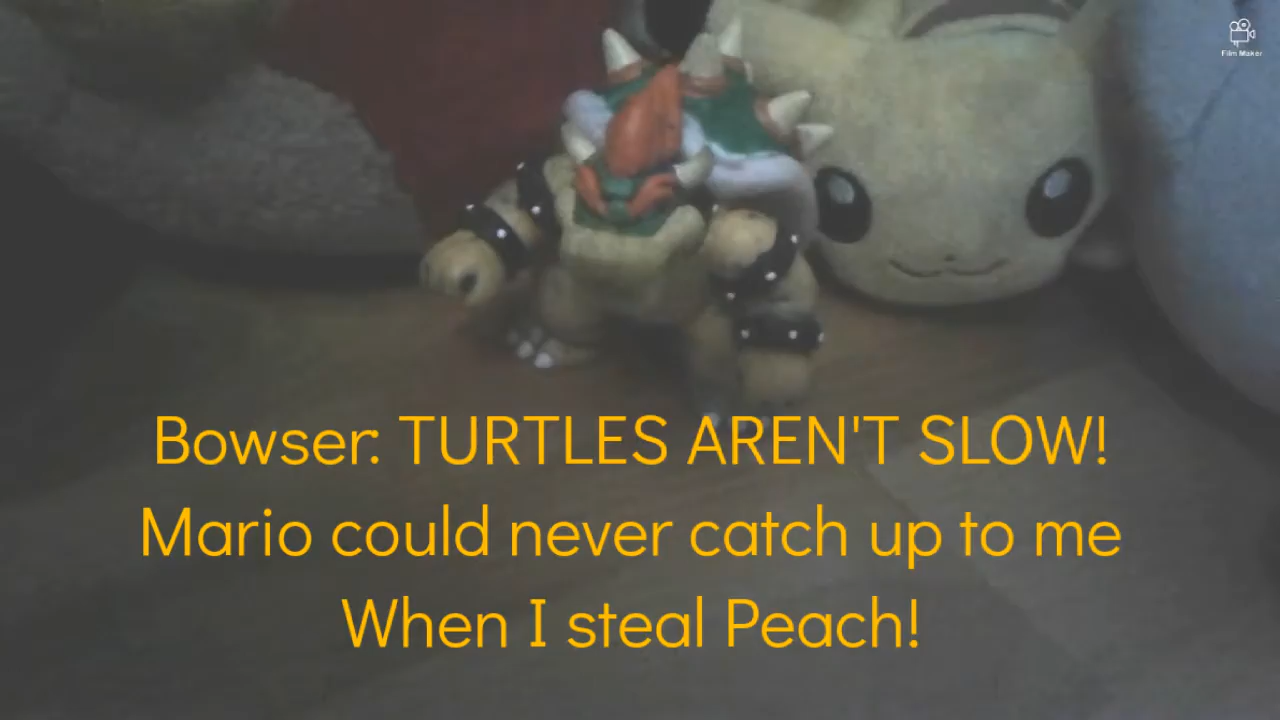 Film Maker
Bowser: TURTLES AREN'T SLOW!
Mario could never catch up to me
When I steal Peach!